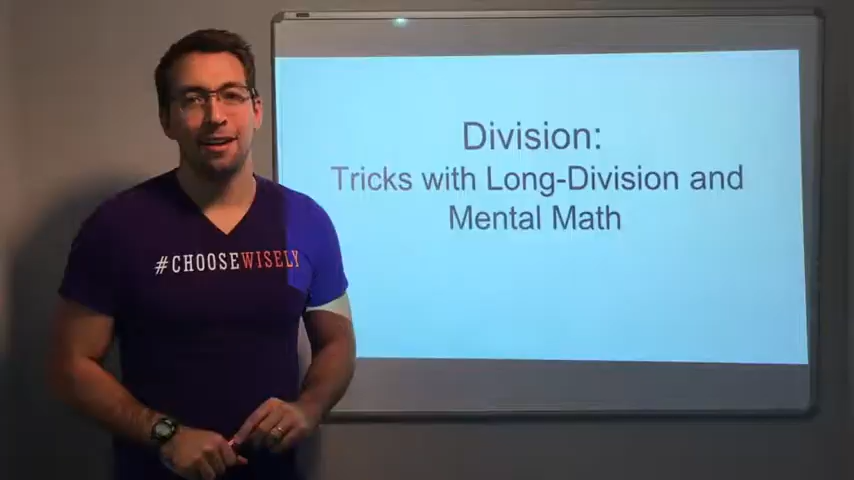 Division:
Tricks with Long-Division and
Mental Math
#CHOOSEWISELY